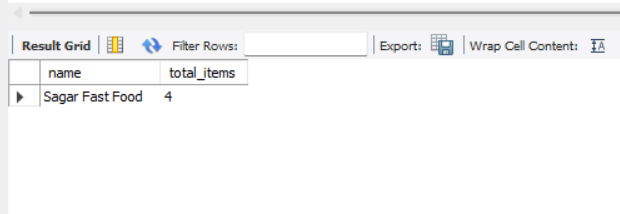 Result Grid Filter Rows: Export: Wrap Cell Content:
name total_items
Sagar Fast Food 4